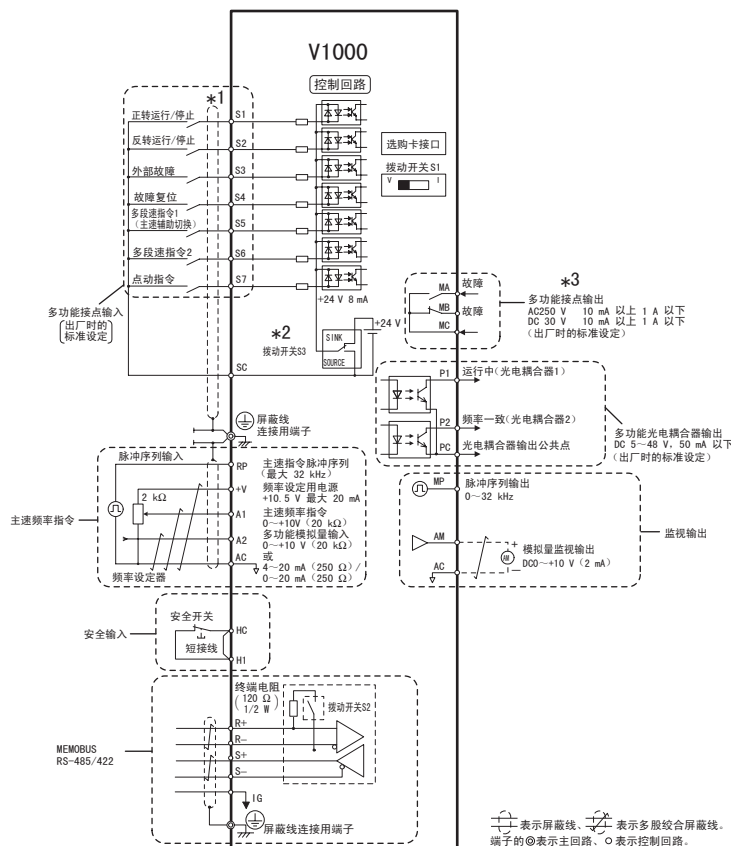 V1000
控制回路
*1
正转运行/停止
S1
反转运行/停止
S2
外部故障
S3
故障复位
S4
多段速指令1
(主速辅助切换)
S5
多段速指令2
S6
点动指令
S7
多功能接点输入
出厂时的
标准设定
选购卡接口
拨动开关S1
V
I
+24 V 8 mA
*2
拨动开关S3
SINK
SOURCE
+24 V
SC
*3
MA
故障
MB
故障
MC
多功能接点输出
AC250 V 10 mA 以上 1 A 以下
DC 30 V 10 mA 以上 1 A 以下
(出厂时的标准设定)
P1
运行中(光电耦合器1)
P2
频率一致(光电耦合器2)
PC
光电耦合器输出公共点
多功能光电耦合器输出
DC 5~48 V, 50 mA 以下
(出厂时的标准设定)
屏蔽线
连接用端子
脉冲序列输入
RP
主速指令脉冲序列
(最大 32 kHz)
2 kΩ
+V
频率设定用电源
+10.5 V 最大 20 mA
主速频率指令
A1
主速频率指令
0~+10V (20 kΩ)
A2
多功能模拟量输入
0~+10 V (20 kΩ)
或
AC
4~20 mA (250 Ω)/
0~20 mA (250 Ω)
频率设定器
MP
脉冲序列输出
0~32 kHz
监视输出
AM
+
AM
模拟量监视输出
DC0~+10 V (2 mA)
AC
−
安全输入
安全开关
HC
短接线
H1
终端电阻
(120 Ω
1/2 W)
拨动开关S2
MEMOBUS
RS-485/422
R+
R−
S+
S−
IG
屏蔽线连接用端子
表示屏蔽线、 表示多股绞合屏蔽线。
端子的◎表示主回路、○表示控制回路。